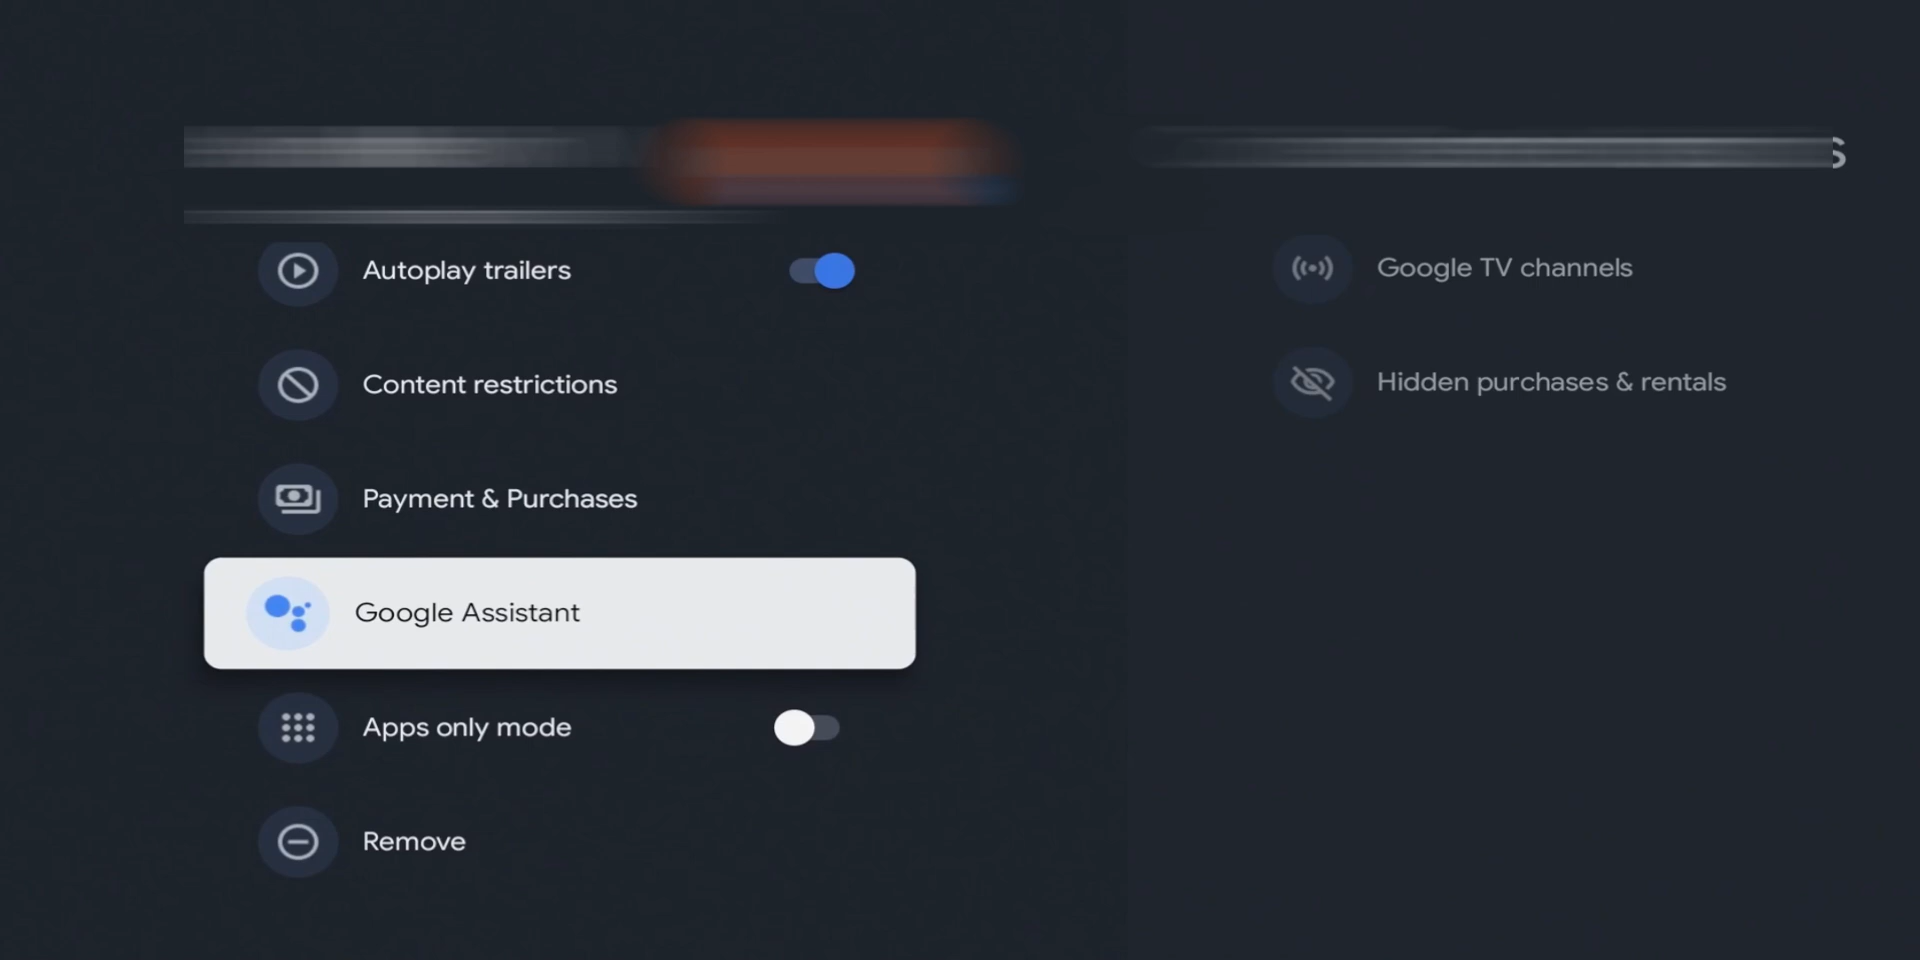 Autoplay trailers
Content restrictions
Payment & Purchases
Google Assistant
Apps only mode
Remove
Google TV channels
Hidden purchases & rentals